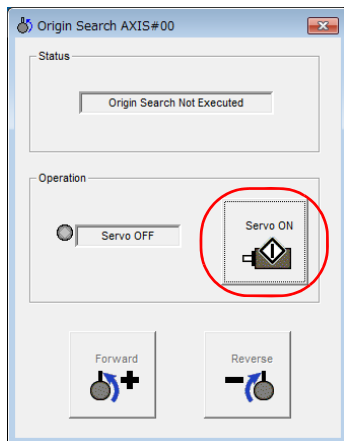 Origin Search AXIS#00
Status
Origin Search Not Executed
Operation
Servo OFF
Servo ON
Forward
Reverse